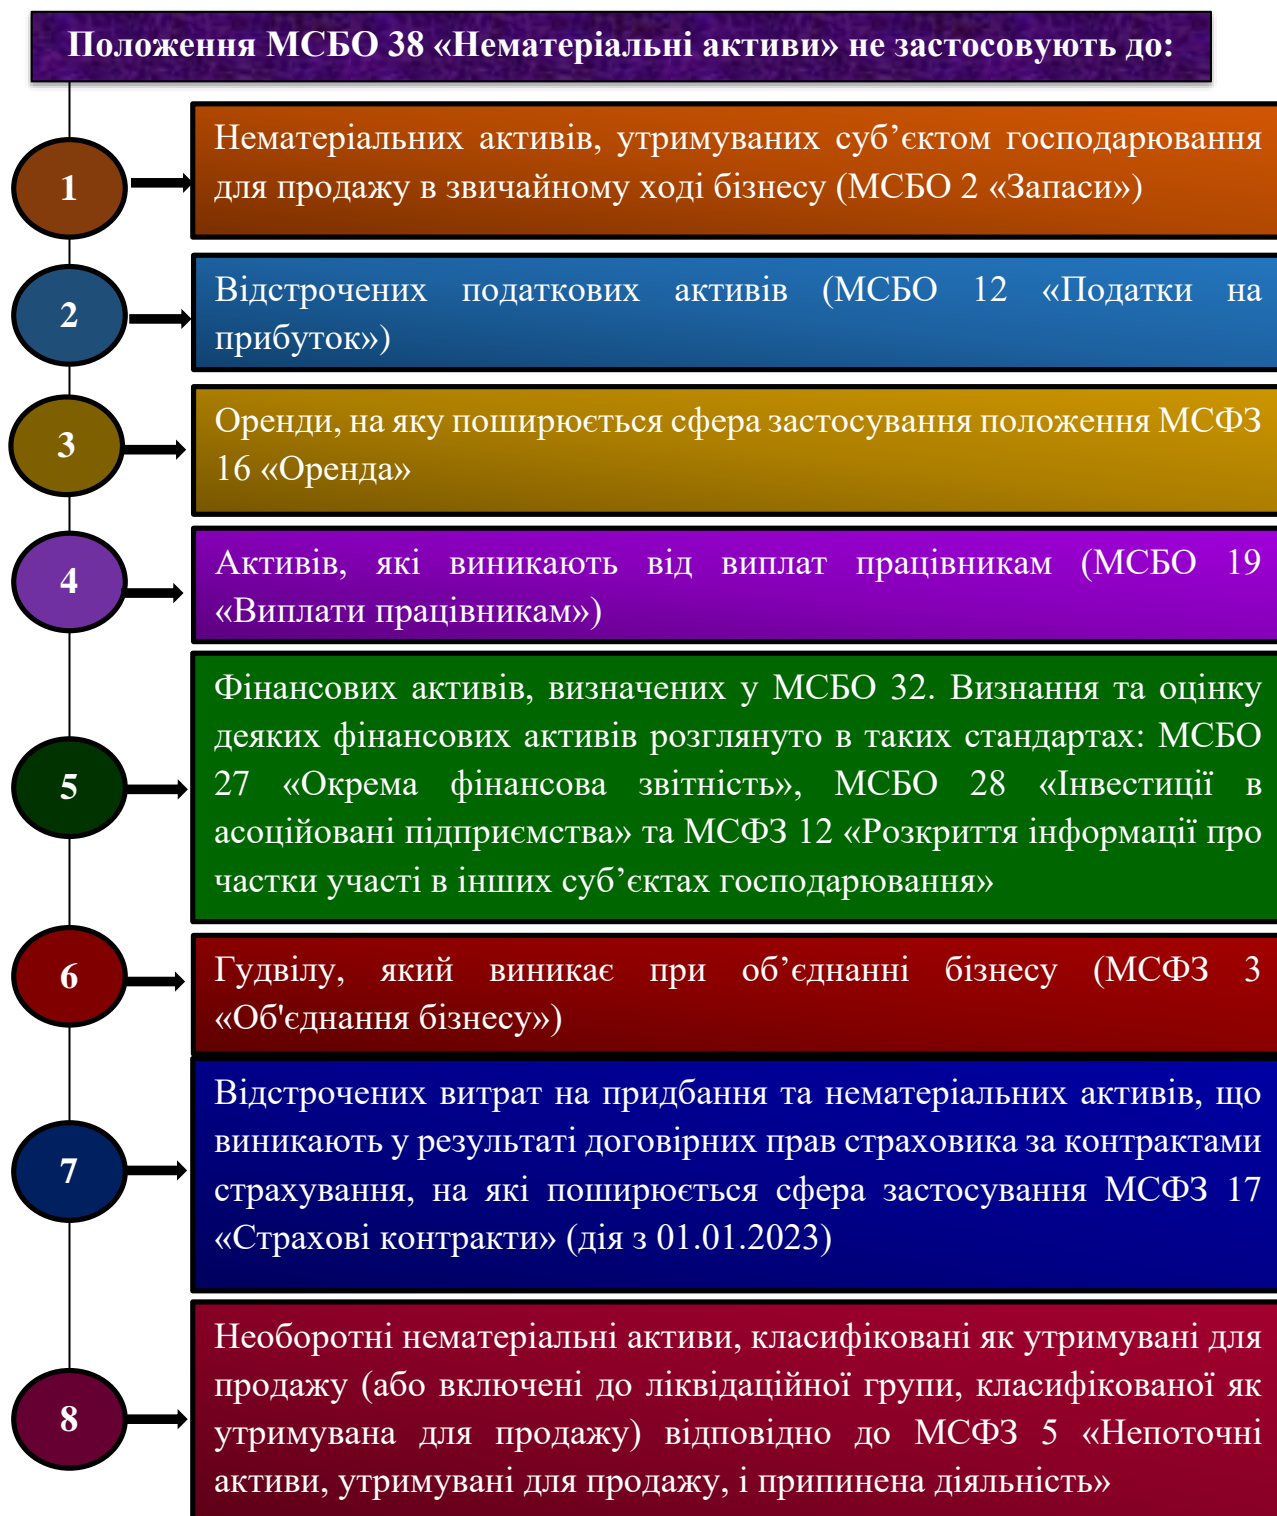 Положення МСБО 38 «Нематеріальні активи» не застосовують до:
1
Нематеріальних активів, утримуваних суб’єктом господарювання
для продажу в звичайному ході бізнесу (МСБО 2 «Запаси»)
2
Відстрочених податкових активів (МСБО 12 «Податки на
прибуток»)
3
Оренди, на яку поширюється сфера застосування положення МСФЗ
16 «Оренда»
4
Активів, які виникають від виплат працівникам (МСБО 19
«Виплати працівникам»)
5
Фінансових активів, визначених у МСБО 32. Визнання та оцінку
деяких фінансових активів розглянуто в таких стандартах: МСБО
27 «Окрема фінансова звітність», МСБО 28 «Інвестиції в
асоційовані підприємства» та МСФЗ 12 «Розкриття інформації про
частки участі в інших суб’єктах господарювання»
6
Гудвілу, який виникає при об’єднанні бізнесу (МСФЗ 3
«Об'єднання бізнесу»)
7
Відстрочених витрат на придбання та нематеріальних активів, що
виникають у результаті договірних прав страховика за контрактами
страхування, на які поширюється сфера застосування МСФЗ 17
«Страхові контракти» (дія з 01.01.2023)
8
Необоротні нематеріальні активи, класифіковані як утримувані для
продажу (або включені до ліквідаційної групи, класифікованої як
утримувана для продажу) відповідно до МСФЗ 5 «Непоточні
активи, утримувані для продажу, і припинена діяльність»